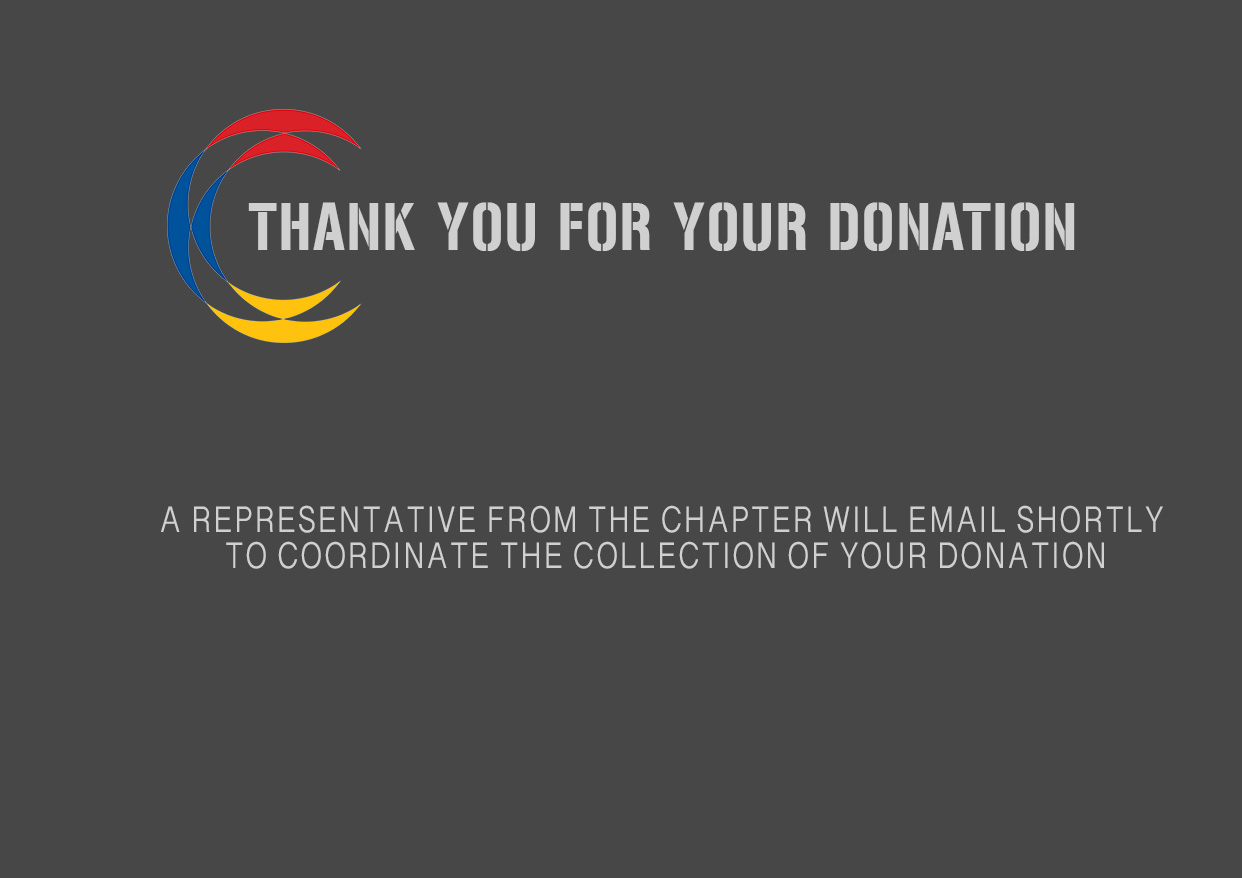 THANK YOU FOR YOUR DONATION
A REPRESENTATIVE FROM THE CHAPTER WILL EMAIL SHORTLY
TO COORDINATE THE COLLECTION OF YOUR DONATION